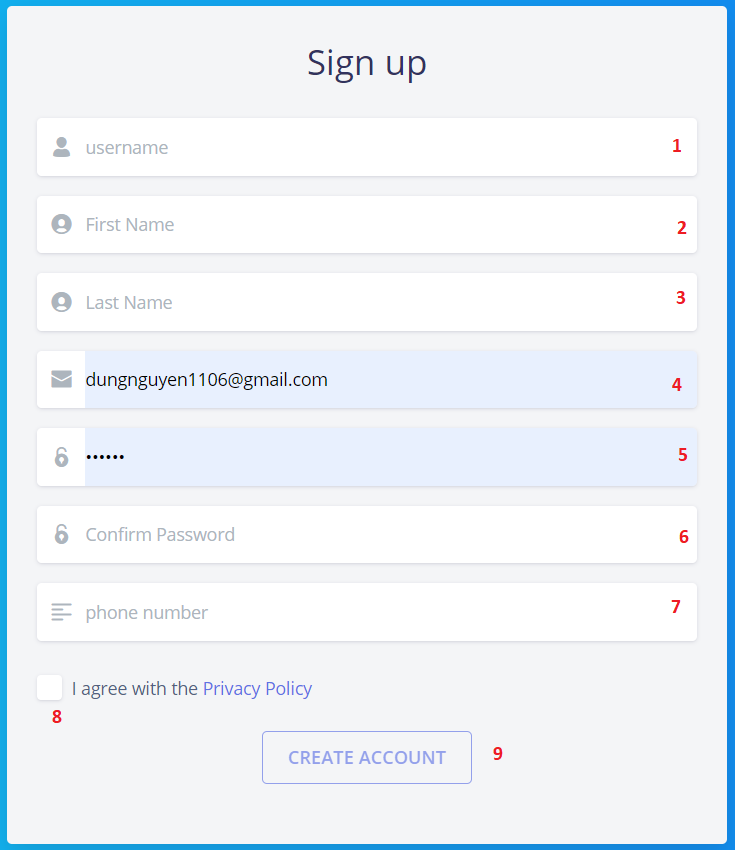 Sign up
username 1
First Name 2
Last Name 3
dungnguyen1106@gmail.com 4
•••••• 5
Confirm Password 6
phone number 7
I agree with the Privacy Policy
8
CREATE ACCOUNT 9